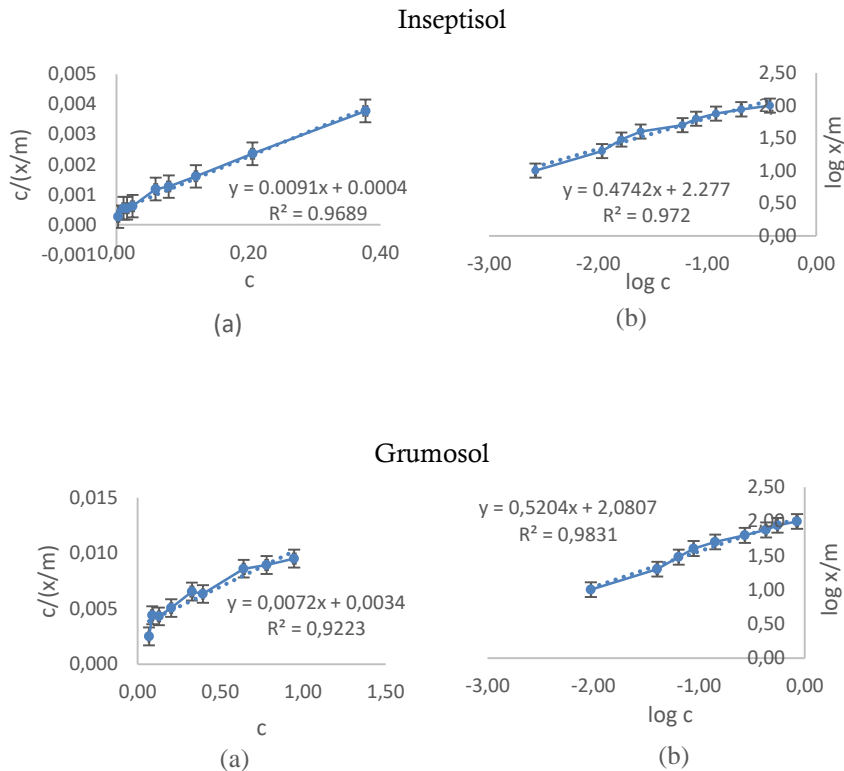 Inseptisol
0,005
0,004
0,003
0,002
0,001
0,000
-0,001
c/(x/m)
y = 0.0091x + 0.0004
R² = 0.9689
0,00
0,20
0,40
c
(a)
2,50
2,00
1,50
1,00
0,50
0,00
log x/m
y = 0.4742x + 2.277
R² = 0.972
-3,00
-2,00
-1,00
0,00
log c
(b)
Grumosol
0,015
0,010
0,005
0,000
c/(x/m)
y = 0,0072x + 0,0034
R² = 0,9223
0,00
0,50
1,00
1,50
c
(a)
y = 0,5204x + 2,0807
R² = 0,9831
2,50
2,00
1,50
1,00
0,50
0,00
log x/m
-3,00
-2,00
-1,00
0,00
log c
(b)